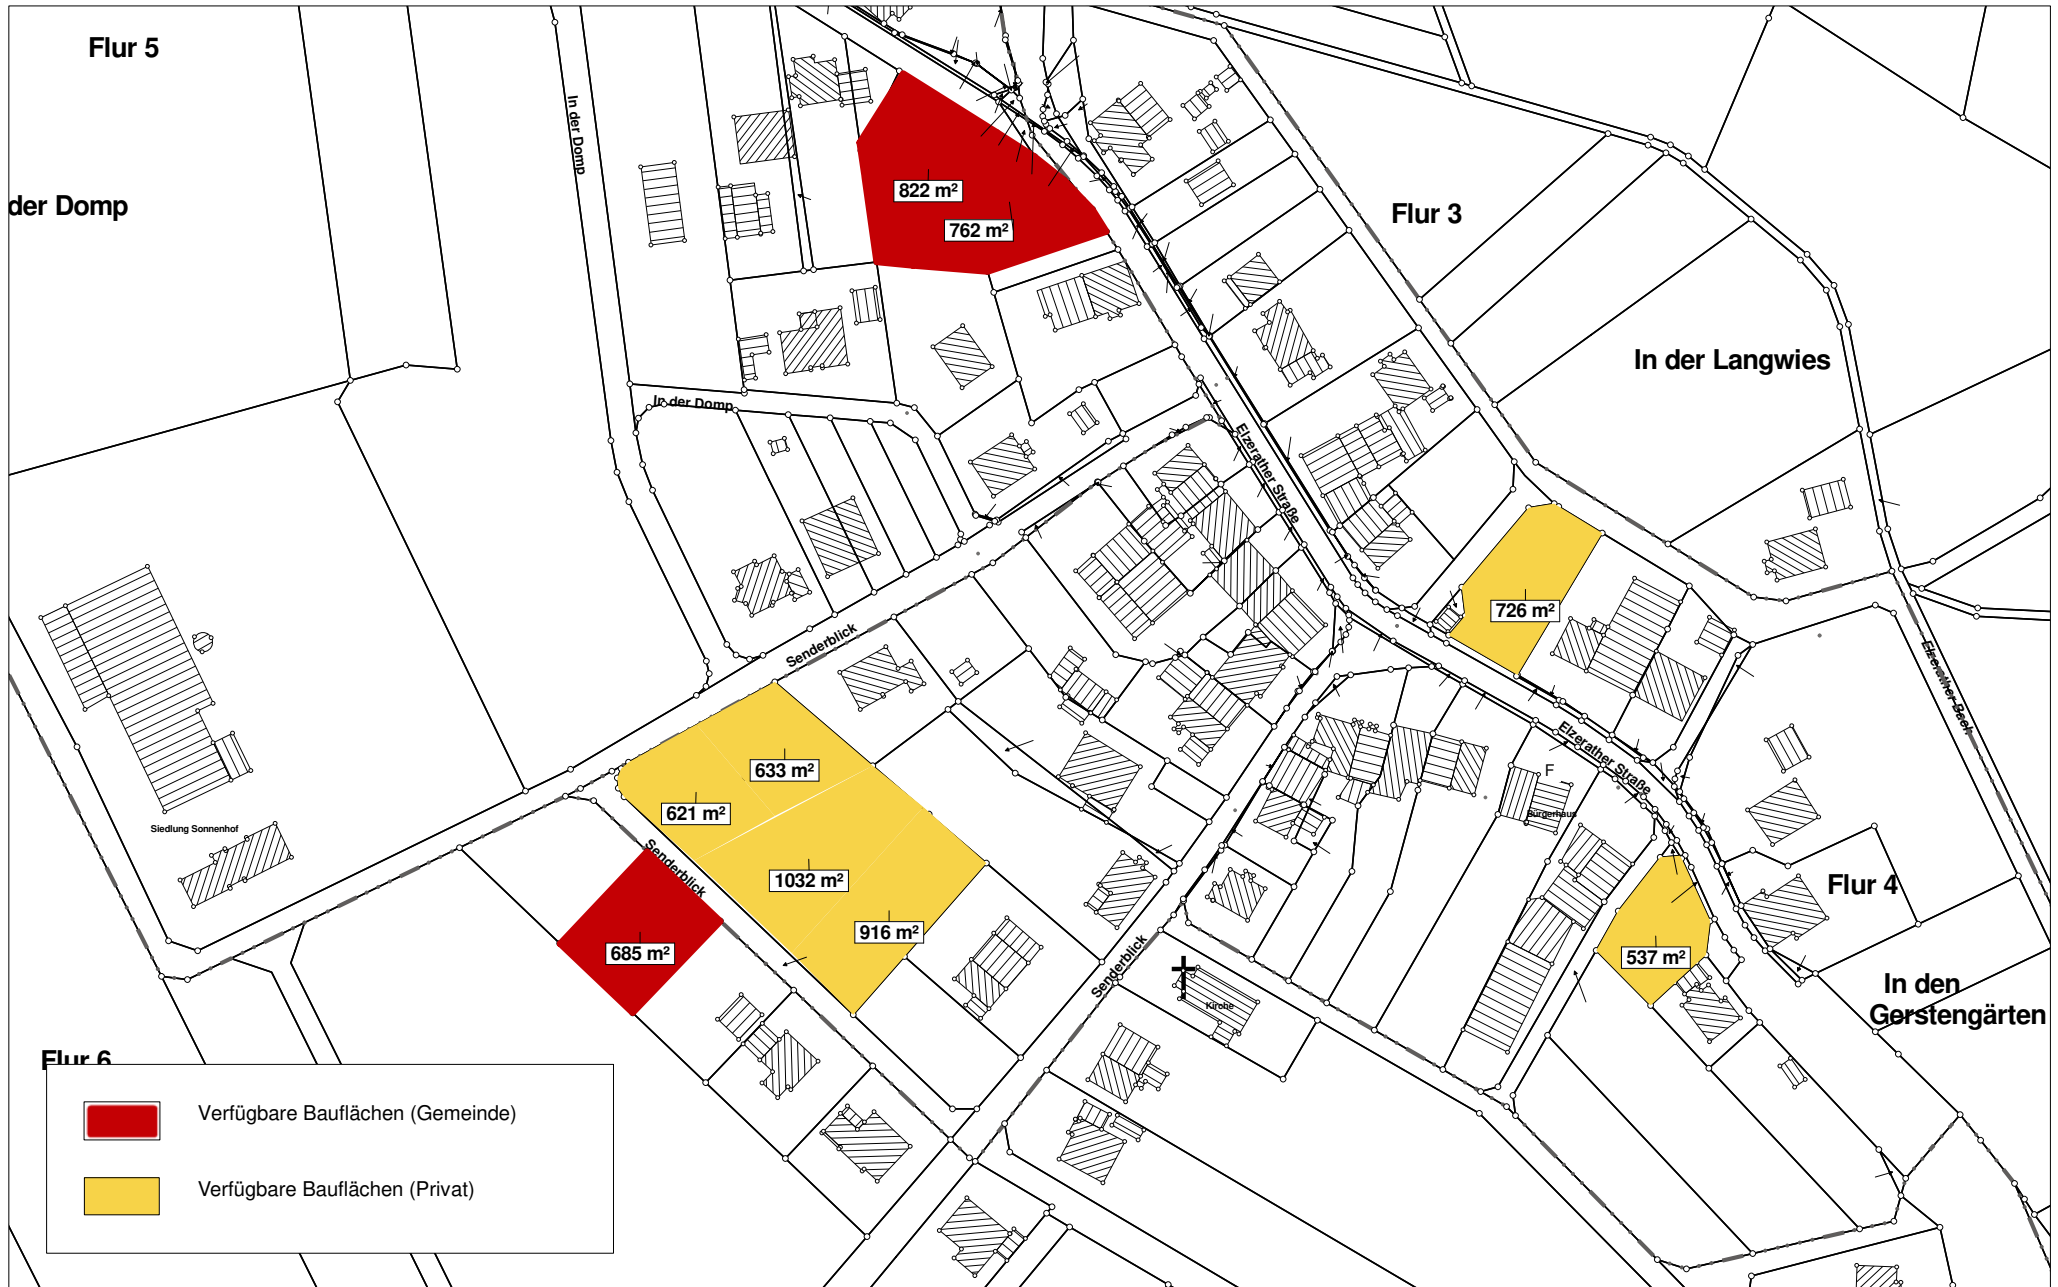 Flur 5
In der Domp
der Domp
822 m²
762 m²
Flur 3
In der Langwies
In der Domp
Elzerather Straße
726 m²
Senderblick
Elzerather Bach
633 m²
621 m²
Elzerather Straße
F
Bürgerhaus
Siedlung Sonnenhof
Senderblick
1032 m²
916 m²
685 m²
Flur 4
537 m²
Senderblick
Kirche
In den
Gerstengärten
Flur 6
Verfügbare Bauflächen (Gemeinde)
Verfügbare Bauflächen (Privat)